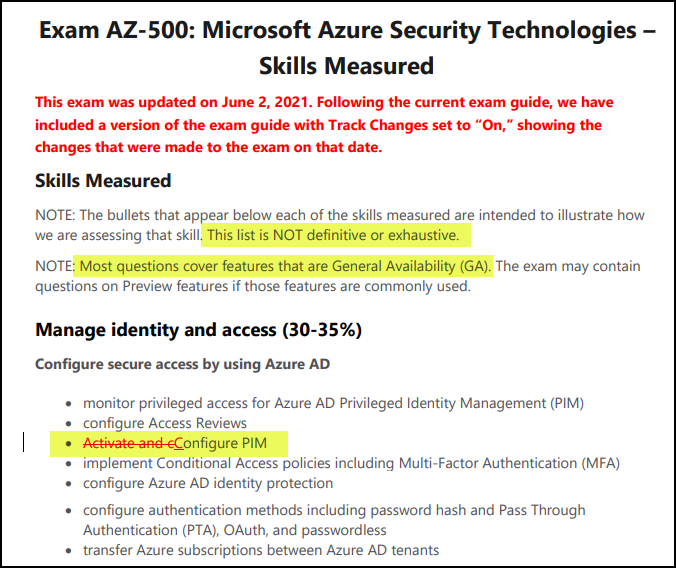 Exam AZ-500: Microsoft Azure Security Technologies –
Skills Measured
This exam was updated on June 2, 2021. Following the current exam guide, we have
included a version of the exam guide with Track Changes set to “On,” showing the
changes that were made to the exam on that date.
Skills Measured
NOTE: The bullets that appear below each of the skills measured are intended to illustrate how
we are assessing that skill. This list is NOT definitive or exhaustive.
NOTE: Most questions cover features that are General Availability (GA). The exam may contain
questions on Preview features if those features are commonly used.
Manage identity and access (30-35%)
Configure secure access by using Azure AD
• monitor privileged access for Azure AD Privileged Identity Management (PIM)
• configure Access Reviews
• Activate and cConfigure PIM
• implement Conditional Access policies including Multi-Factor Authentication (MFA)
• configure Azure AD identity protection
• configure authentication methods including password hash and Pass Through
Authentication (PTA), OAuth, and passwordless
• transfer Azure subscriptions between Azure AD tenants